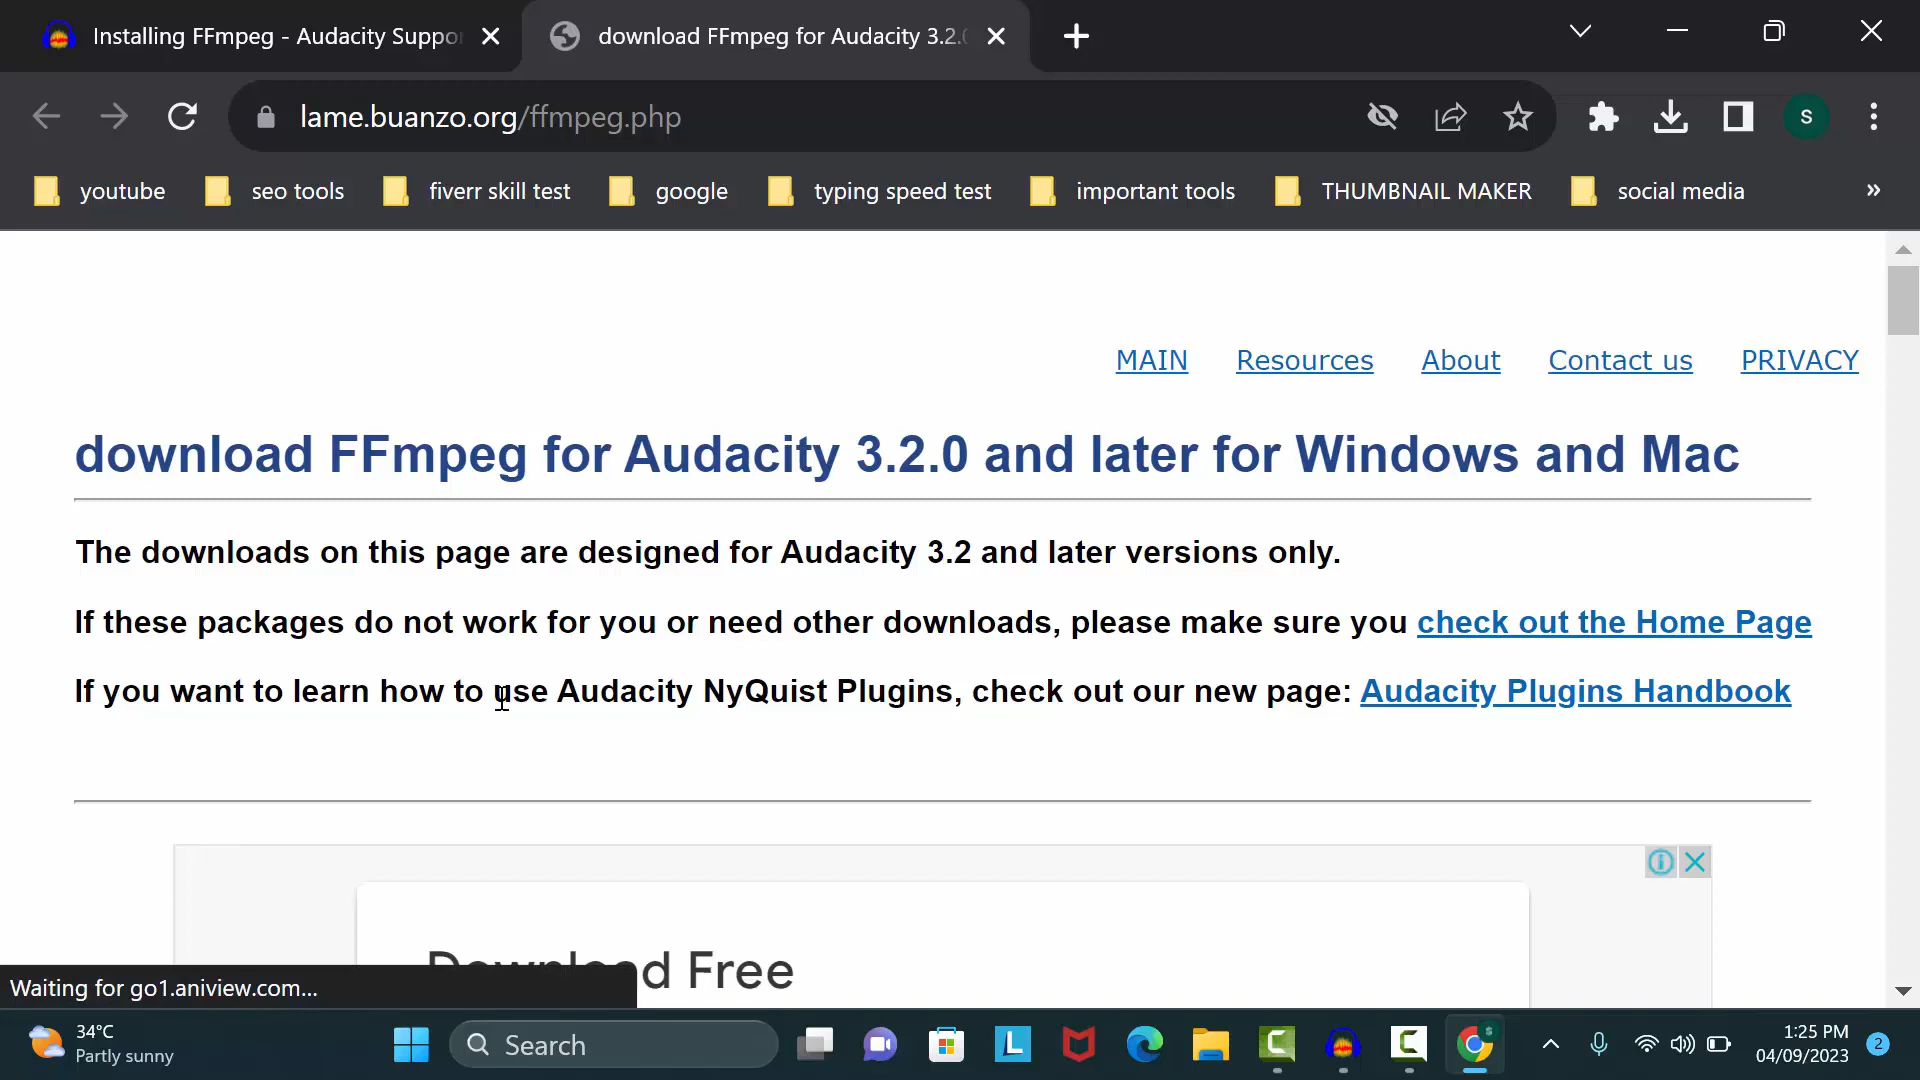 Installing FFmpeg - Audacity Suppo
download FFmpeg for Audacity 3.2.0
lame.buanzo.org/ffmpeg.php
S
youtube
seo tools
fiverr skill test
google
typing speed test
important tools
THUMBNAIL MAKER
social media
»
MAIN Resources About Contact us PRIVACY
download FFmpeg for Audacity 3.2.0 and later for Windows and Mac
The downloads on this page are designed for Audacity 3.2 and later versions only.
If these packages do not work for you or need other downloads, please make sure you check out the Home Page
If you want to learn how to use Audacity NyQuist Plugins, check out our new page: Audacity Plugins Handbook
Download Free
Waiting for go1.aniview.com...
34°C
Partly sunny
Search
1:25 PM
04/09/2023
2